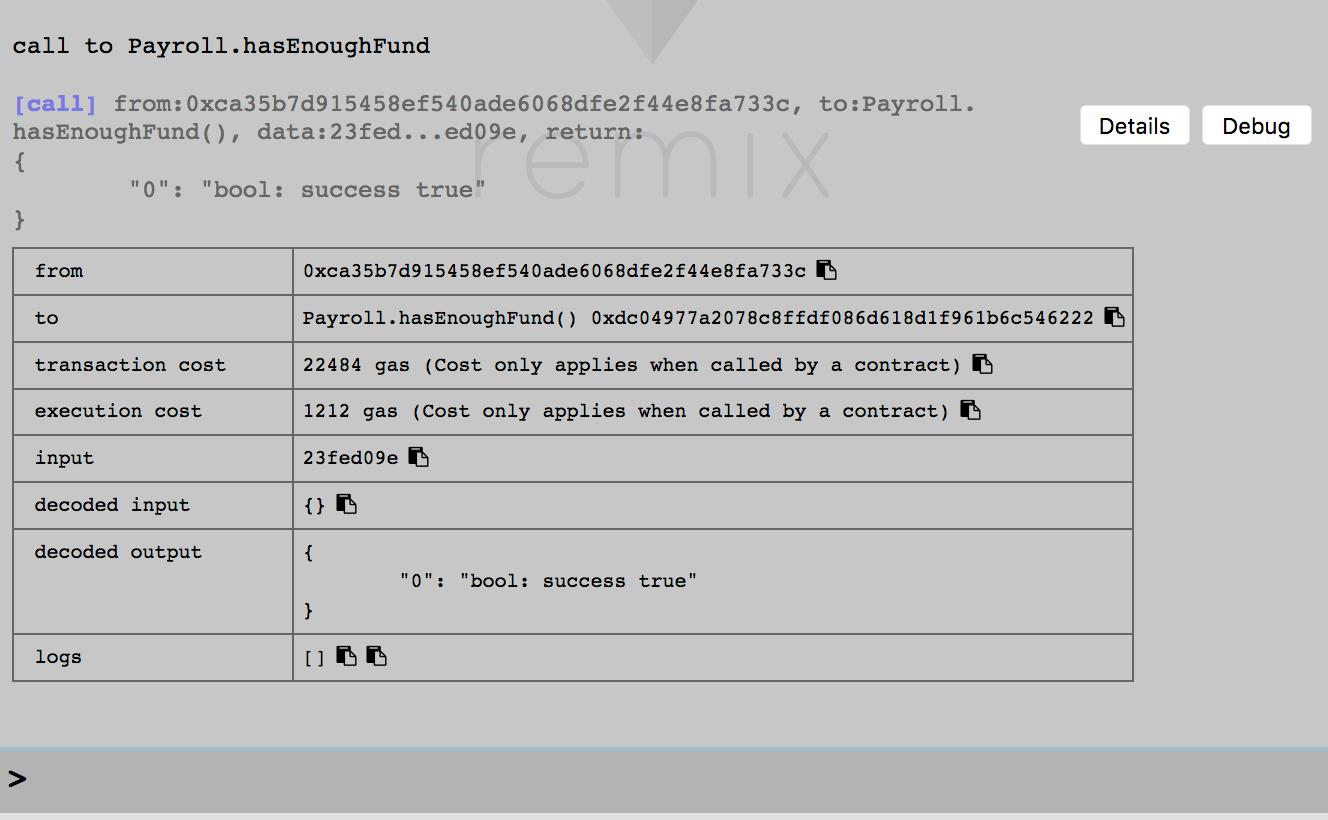 call to Payroll.hasEnoughFund
[call] from:0xca35b7d915458ef540ade6068dfe2f44e8fa733c, to:Payroll.
hasEnoughFund(), data:23fed...ed09e, return:
Details
Debug
{
"0": "bool: success true"
}
remix
from 0xca35b7d915458ef540ade6068dfe2f44e8fa733c
to Payroll.hasEnoughFund() 0xdc04977a2078c8ffdf086d618d1f961b6c546222
transaction cost 22484 gas (Cost only applies when called by a contract)
execution cost 1212 gas (Cost only applies when called by a contract)
input 23fed09e
decoded input {}
decoded output {
"0": "bool: success true"
}
logs []
>